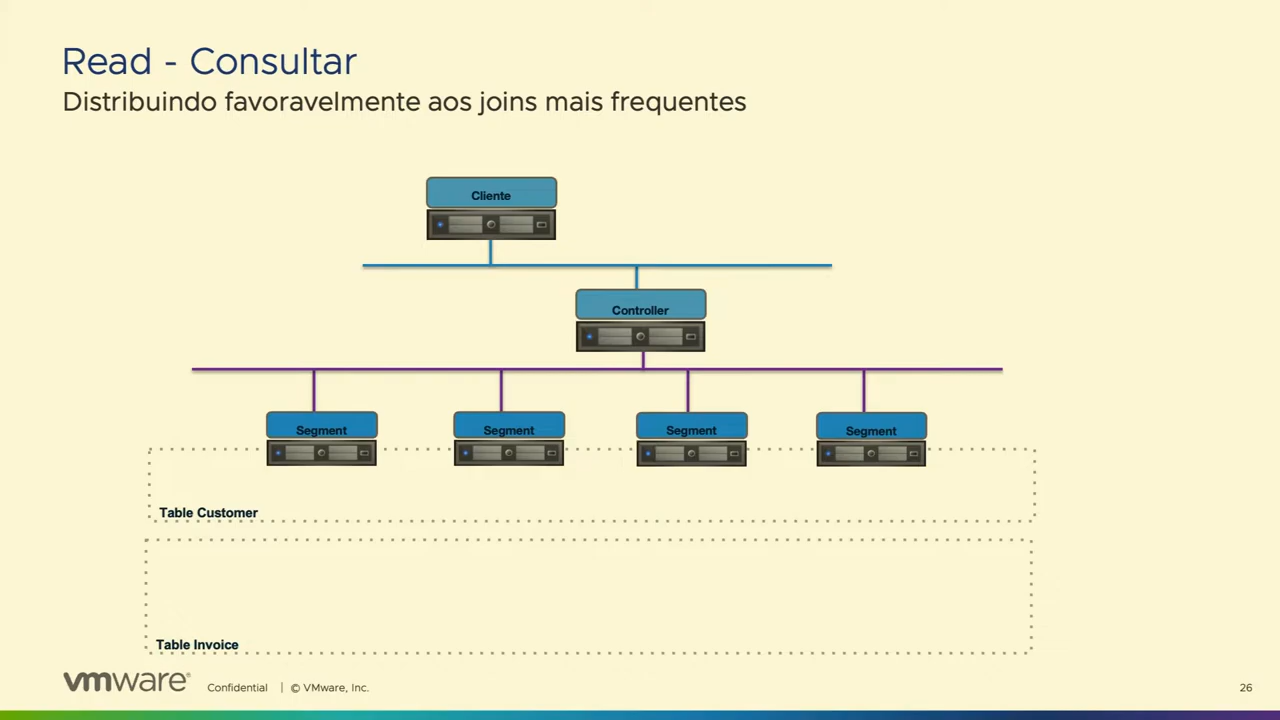 Read - Consultar
Distribuindo favoravelmente aos joins mais frequentes
Cliente
Controller
Segment
Segment
Segment
Segment
Table Customer
Table Invoice
vmware®
Confidential | © VMware, Inc.
26